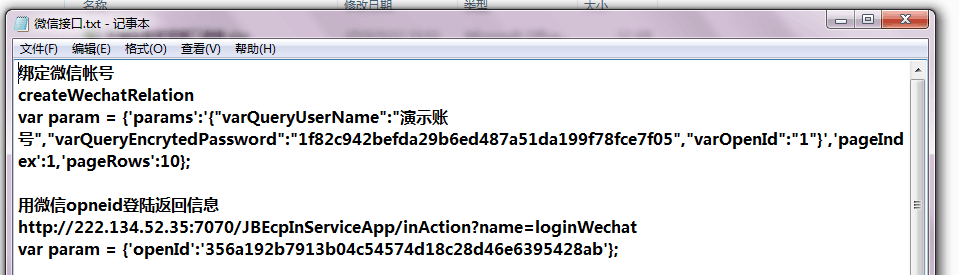 名称 修改日期 类型 大小
微信接口.txt - 记事本
文件(F) 编辑(E) 格式(O) 查看(V) 帮助(H)
绑定微信帐号
createWechatRelation
var param = {'params':'{"varQueryUserName":"演示账
号","varQueryEncrytedPassword":"1f82c942befda29b6ed487a51da199f78fce7f05","varOpenId":"1"}','pageInd
ex':1,'pageRows':10};
用微信opneid登陆返回信息
http://222.134.52.35:7070/JBEcpInServiceApp/inAction?name=loginWechat
var param = {'openId':'356a192b7913b04c54574d18c28d46e6395428ab'};